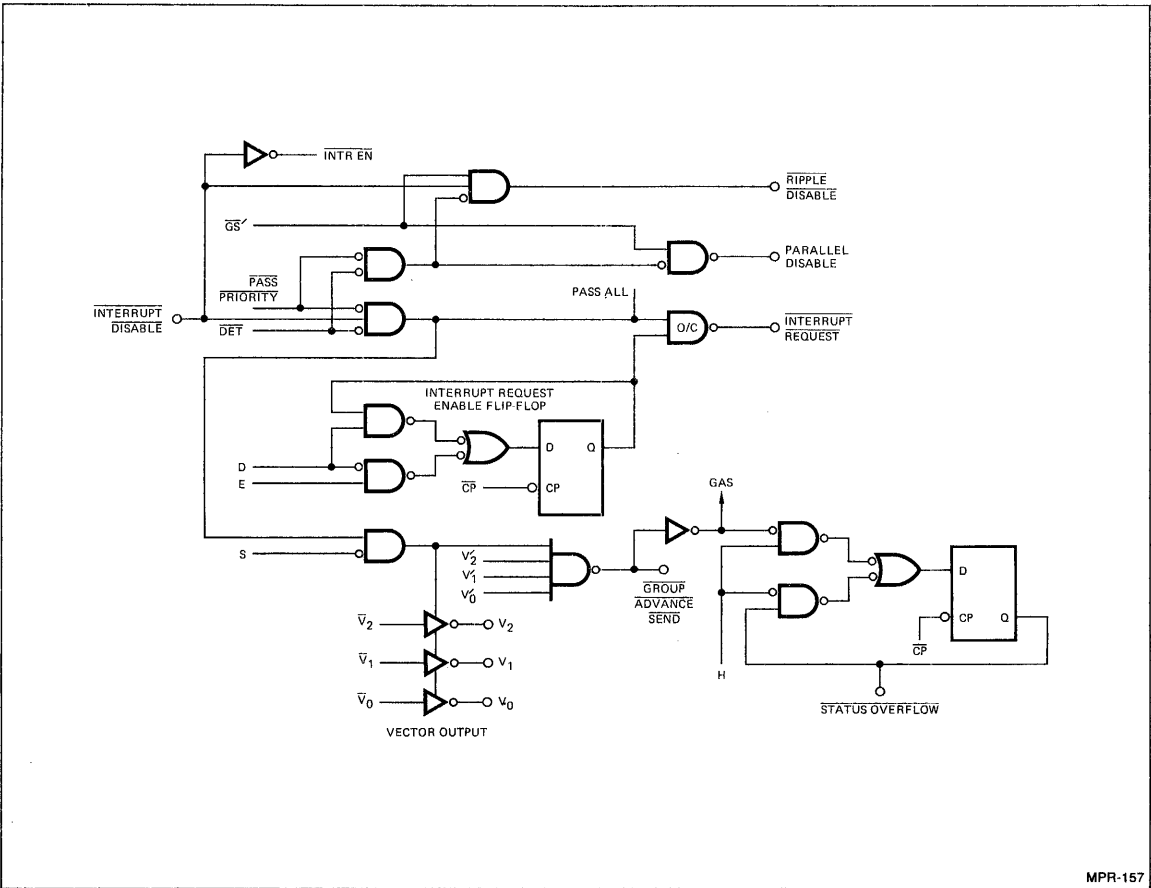 INTR EN
RIPPLE
DISABLE
GS′
PARALLEL
DISABLE
PASS
PRIORITY
PASS ALL
INTERRUPT
DISABLE
DET
O/C
INTERRUPT
REQUEST
INTERRUPT REQUEST
ENABLE FLIP-FLOP
D
E
D Q
CP
CP
GAS
S
V′2
V′1
V′0
GROUP
ADVANCE
SEND
V̅2
V2
V̅1
V1
V̅0
V0
VECTOR OUTPUT
H
D
CP Q
CP
STATUS OVERFLOW
MPR-157